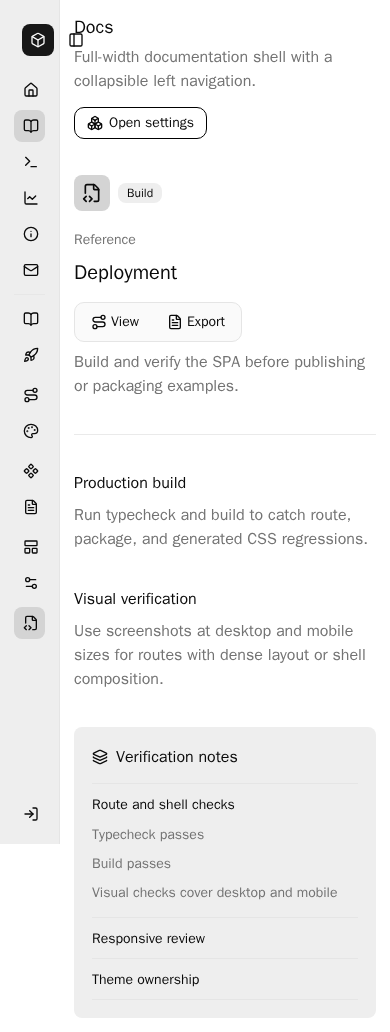 Docs
Full-width documentation shell with a
collapsible left navigation.
Open settings
Build
Reference
Deployment
View Export
Build and verify the SPA before publishing
or packaging examples.
Production build
Run typecheck and build to catch route,
package, and generated CSS regressions.
Visual verification
Use screenshots at desktop and mobile
sizes for routes with dense layout or shell
composition.
Verification notes
Route and shell checks
Typecheck passes
Build passes
Visual checks cover desktop and mobile
Responsive review
Theme ownership